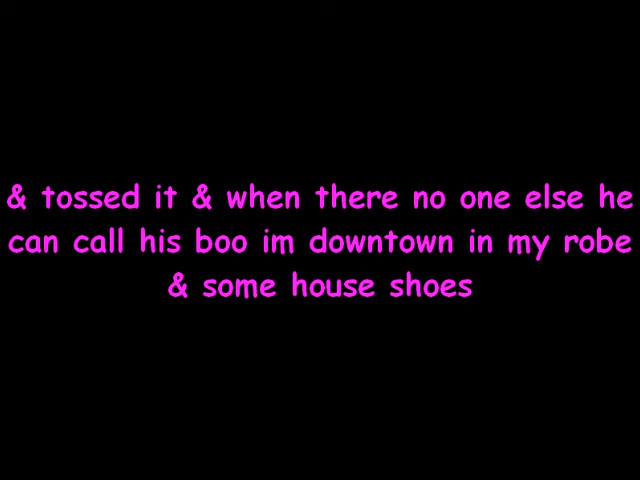 & tossed it & when there no one else he
can call his boo im downtown in my robe
& some house shoes